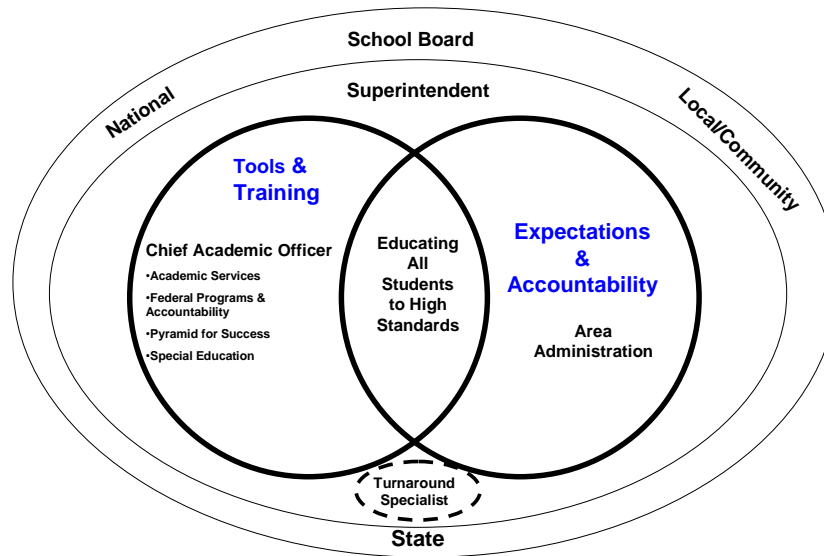 School Board
National
Local/Community
Superintendent
Tools &
Training
Chief Academic Officer
•Academic Services
•Federal Programs &
Accountability
•Pyramid for Success
•Special Education
Educating
All
Students
to High
Standards
Expectations
&
Accountability
Area
Administration
Turnaround
Specialist
State